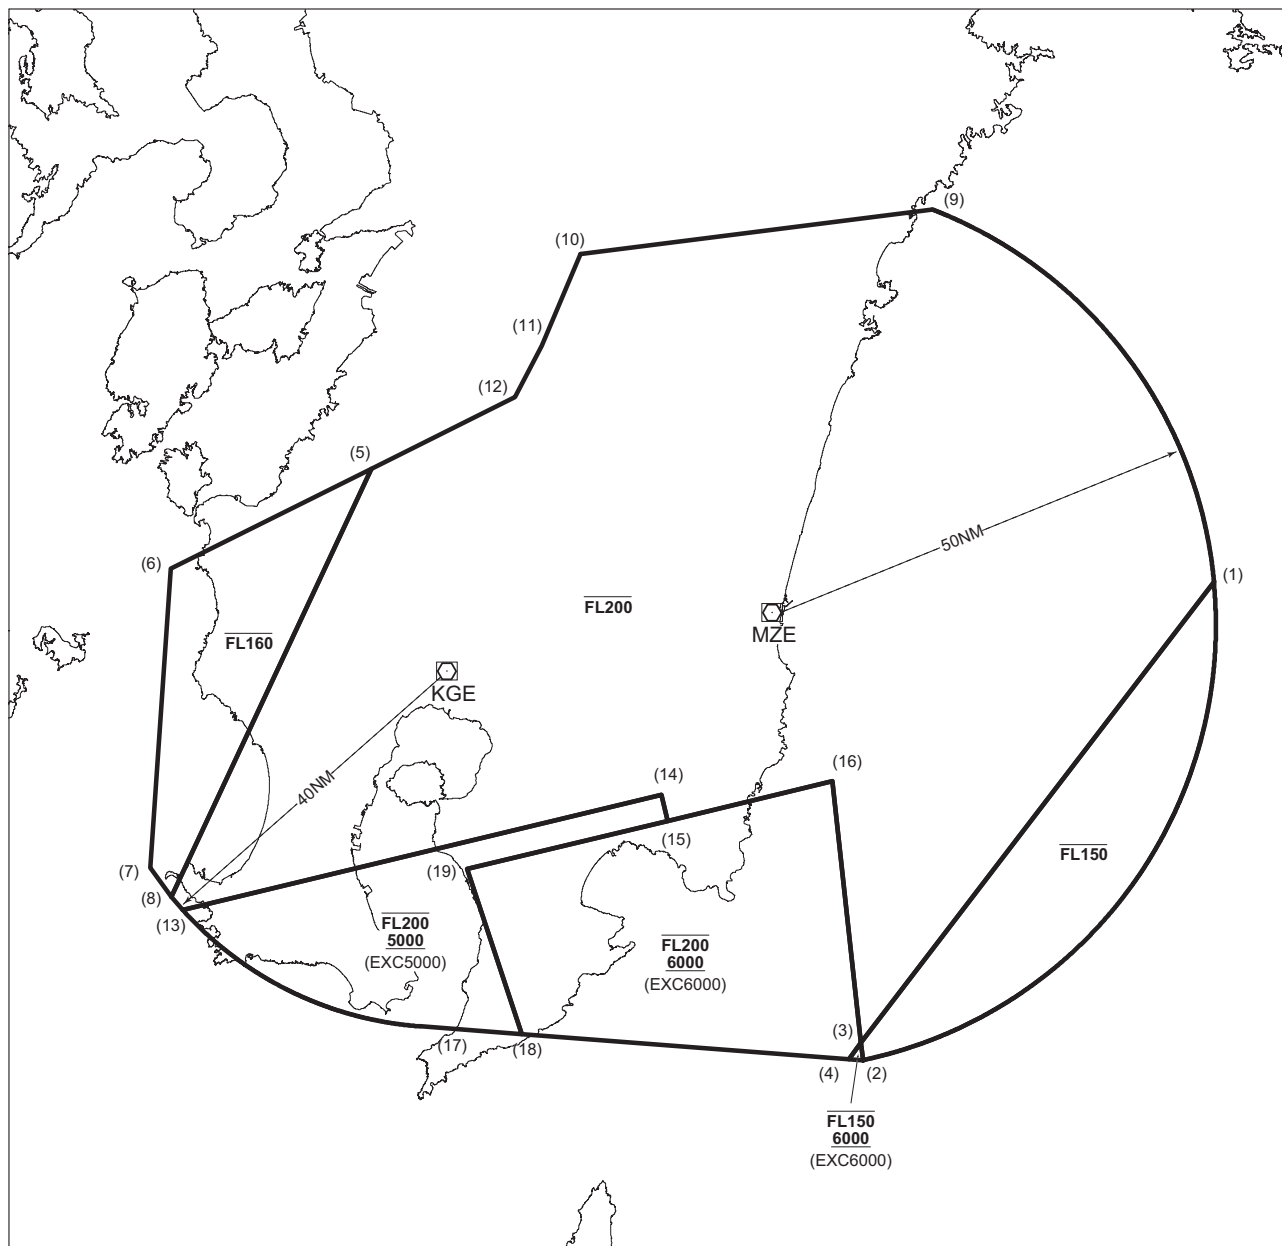 (9)
(10)
(11)
(12)
(5)
50NM
(6)
(1)
FL200
MZE
FL160
KGE
(14)
(16)
40NM
(15)
FL150
(7)
(19)
(8)
(13)
FL200
5000
(EXC5000)
FL200
6000
(EXC6000)
(3)
(17)
(18)
(4)
(2)
FL150
6000
(EXC6000)